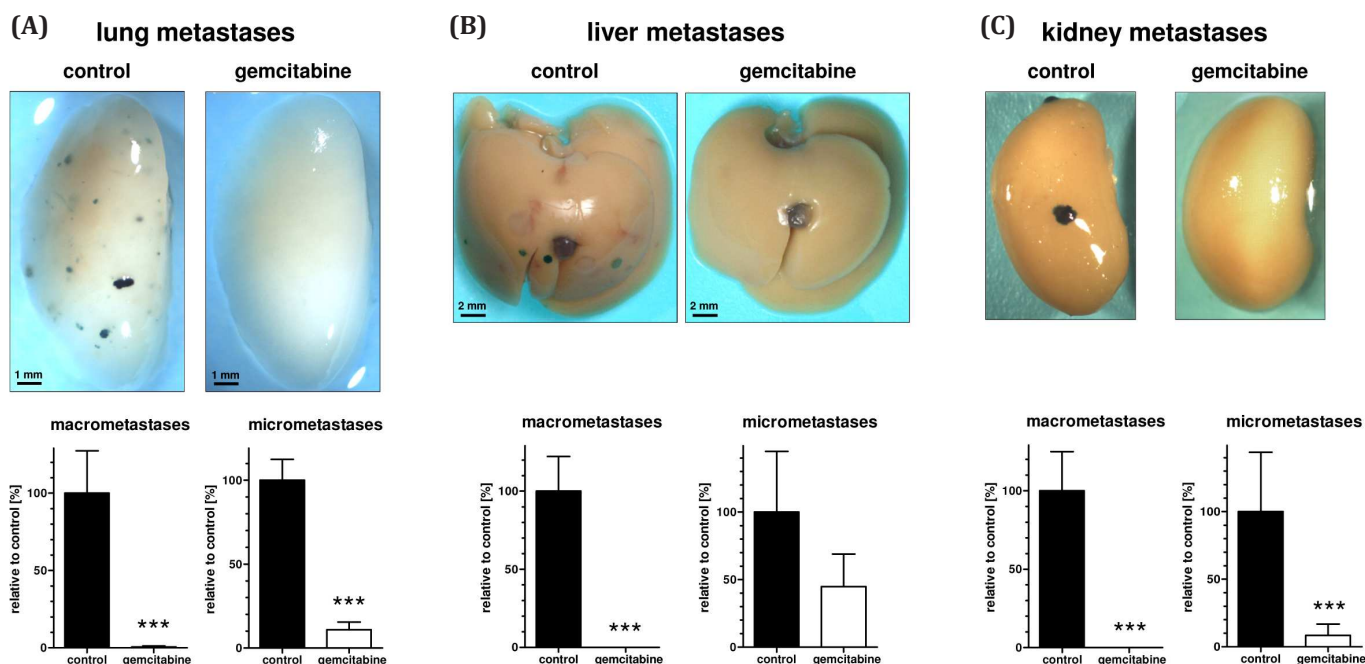 (A) lung metastases
control gemcitabine
1 mm 1 mm
macrometastases micrometastases
relative to control [%]
100
50
0
***
control gemcitabine
relative to control [%]
100
50
0
***
control gemcitabine
(B) liver metastases
control gemcitabine
2 mm 2 mm
macrometastases micrometastases
relative to control [%]
100
50
0
***
control gemcitabine
relative to control [%]
100
50
0
control gemcitabine
(C) kidney metastases
control gemcitabine
macrometastases micrometastases
relative to control [%]
100
50
0
***
control gemcitabine
relative to control [%]
100
50
0
***
control gemcitabine